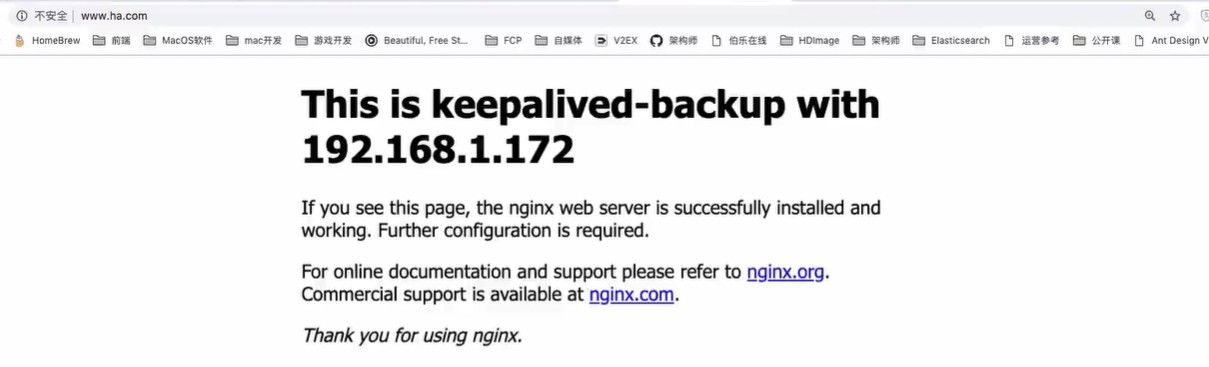 不安全 www.ha.com
HomeBrew 前端 MacOS软件 mac开发 游戏开发 Beautiful, Free St... FCP 自媒体 V2EX 架构师 伯乐在线 HDImage 架构师 Elasticsearch 运营参考 公开课 Ant Design V
This is keepalived-backup with
192.168.1.172
If you see this page, the nginx web server is successfully installed and
working. Further configuration is required.
For online documentation and support please refer to nginx.org.
Commercial support is available at nginx.com.
Thank you for using nginx.